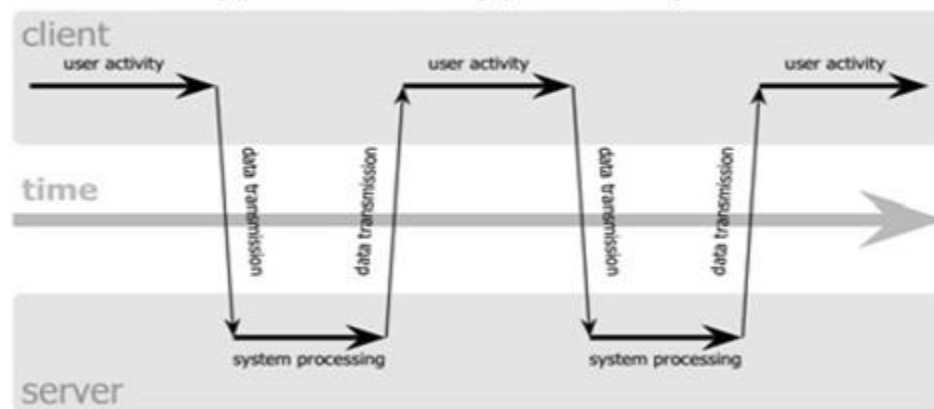 client
user activity
user activity
user activity
data transmission
data transmission
data transmission
data transmission
time
system processing
system processing
server